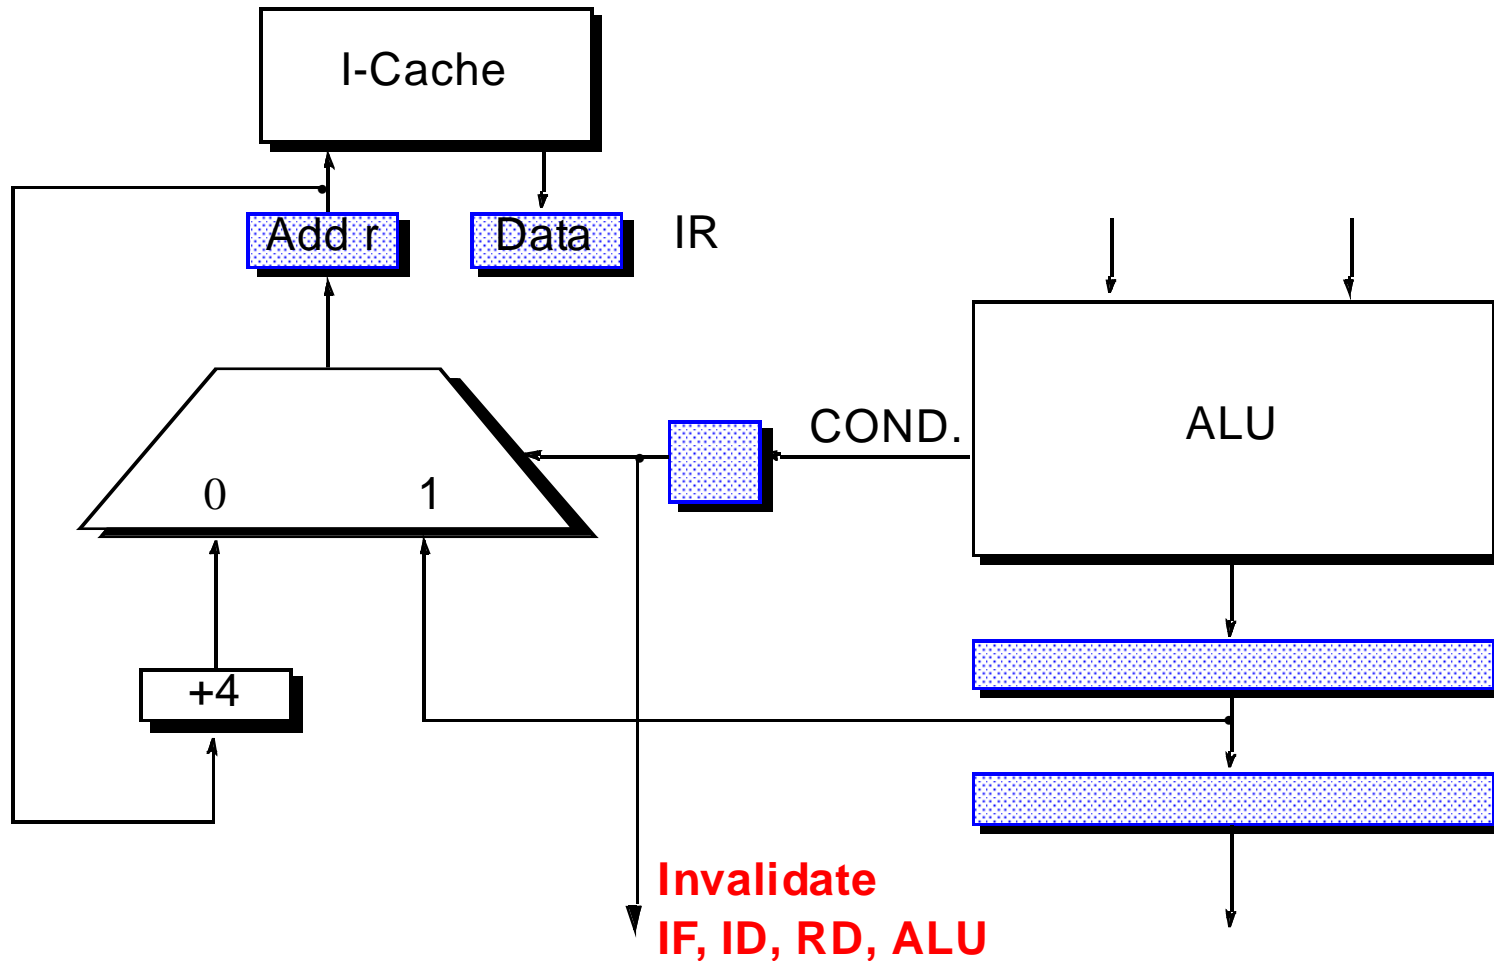 I-Cache
Add r
Data
IR
COND.
ALU
0
1
+4
Invalidate
IF, ID, RD, ALU